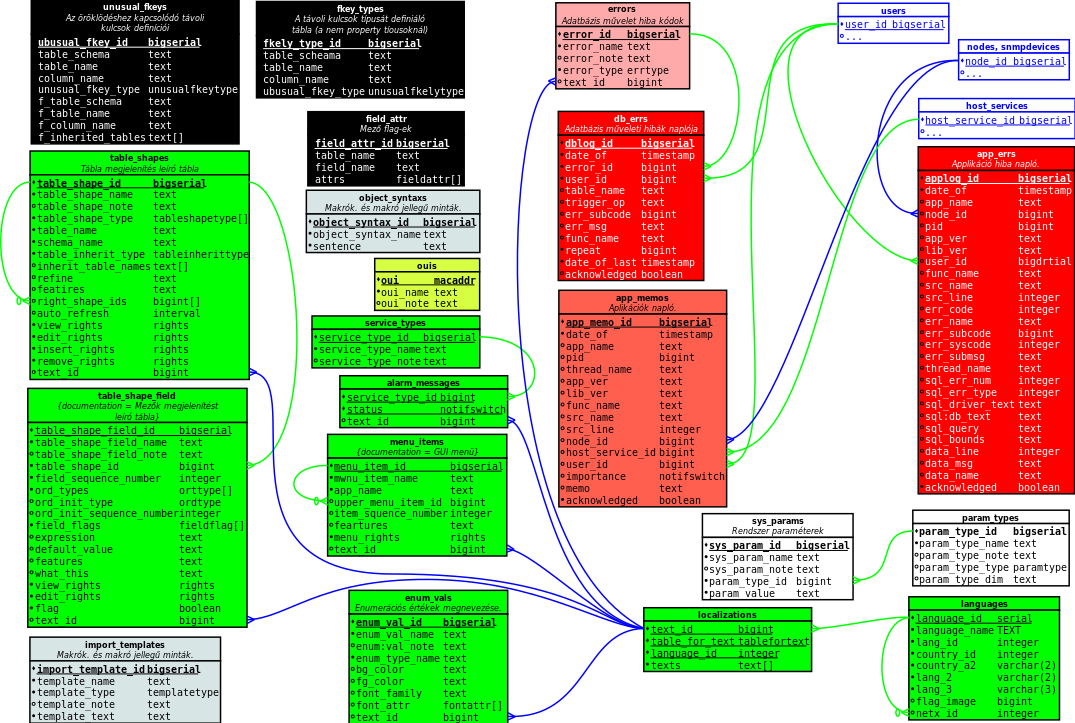 unusual_fkeys
Az öröklődéshez kapcsolódó távoli
kulcsok definíciói
ubusual_fkey_id bigserial
table_schema text
table_name text
column_name text
unusual_fkey_type unusualfkeytype
f_table_schema text
f_table_name text
f_column_name text
f_inherited_tables text[]
fkey_types
A távoli kulcsok típusát definiáló
tábla (a nem property tíousoknál)
fkely_type_id bigserial
table_scheama text
table_name text
column_name text
ubusual_fkey_type unusualfkelytype
field_attr
Mező flag-ek
field_attr_id bigserial
table_name text
field_name text
attrs fieldattr[]
table_shapes
Tábla megjelenítés leíró tábla
table_shape_id bigserial
table_shape_name text
table_shape_note text
table_shape_type tableshapetype[]
table_name text
schema_name text
table_inherit_type tableinherittype
inherit_table_names text[]
refine text
featires text
right_shape_ids bigint[]
auto_refresh interval
view_rights rights
edit_rights rights
insert_rights rights
remove_rights rights
text_id bigint
object_syntaxs
Makrók. és makró jellegű minták.
object_syntax_id bigserial
object_syntax_name text
sentence text
ouis
oui macaddr
oui_name text
oui_note text
service_types
service_type_id bigserial
service_type_name text
service_type_note text
alarm_messages
service_type_id bigint
status notifswitch
text_id bigint
table_shape_field
{documentation = Mezők megjelenítést
leíró tábla}
table_shape_field_id bigserial
table_shape_field_name text
table_shape_field_note text
table_shape_id bigint
field_sequence_number integer
ord_types orttype[]
ord_init_type ordtype
ord_init_sequence_number integer
field_flags fieldflag[]
expression text
default_value text
features text
what_this text
view_rights rights
edit_rights rights
flag boolean
text_id bigint
menu_items
{documentation = GUI menü}
menu_item_id bigserial
mwnu_item_name text
app_name text
upper_menu_item_id bigint
item_squence_number integer
feartures text
menu_rights rights
text_id bigint
enum_vals
Enumerációs értékek megnevezése.
enum_val_id bigserial
enum_val_name text
enum:val_note text
enum_type_name text
bg_color text
fg_color text
font_family text
font_attr fontattr[]
text_id bigint
import_templates
Makrók. és makró jellegű minták.
import_template_id bigserial
template_name text
template_type templatetype
template_note text
template_text text
errors
Adatbázis művelet hiba kódok
error_id bigserial
error_name text
error_note text
error_type errtype
text_id bigint
db_errs
Adatbázis műveleti hibák naplója
dblog_id bigserial
date_of timestamp
error_id bigint
user_id bigint
table_name text
trigger_op text
err_subcode bigint
err_msg text
func_name text
repeat bigint
date_of_last timestamp
acknowledged boolean
app_memos
Aplikációk napló.
app_memo_id bigserial
date_of timestamp
app_name text
pid bigint
thread_name text
app_ver text
lib_ver text
func_name text
src_name text
src_line integer
node_id bigint
host_service_id bigint
user_id bigint
importance notifswitch
memo text
acknowledged boolean
users
user_id bigserial
...
nodes, snmpdevices
node_id bigserial
...
host_services
host_service_id bigserial
...
app_errs
Applikáció hiba napló.
applog_id bigserial
date_of timestamp
app_name text
node_id bigint
pid bigint
app_ver text
lib_ver text
user_id bigdrtial
func_name text
src_name text
src_line integer
err_code integer
err_name text
err_subcode bigint
err_syscode integer
err_submsg text
thread_name text
sql_err_num integer
sql_err_type integer
sql_driver_text text
sql:db_text text
sql_query text
sql_bounds text
data_line integer
data_msg text
data_name text
acknowledged boolean
sys_params
Rendszer paraméterek
sys_param_id bigserial
sys_param_name text
sys_param_note text
param_type_id bigint
param_value text
param_types
param_type_id bigserial
param_type_name text
param_type_note text
param_type_type paramtype
param_type_dim text
localizations
text_id bigint
table_for_text tablefortext
language_id integer
texts text[]
languages
language_id serial
language_name TEXT
lang_id integer
country_id integer
country_a2 varchar(2)
lang_2 varchar(2)
lang_3 varchar(3)
flag_image bigint
netx_id integer